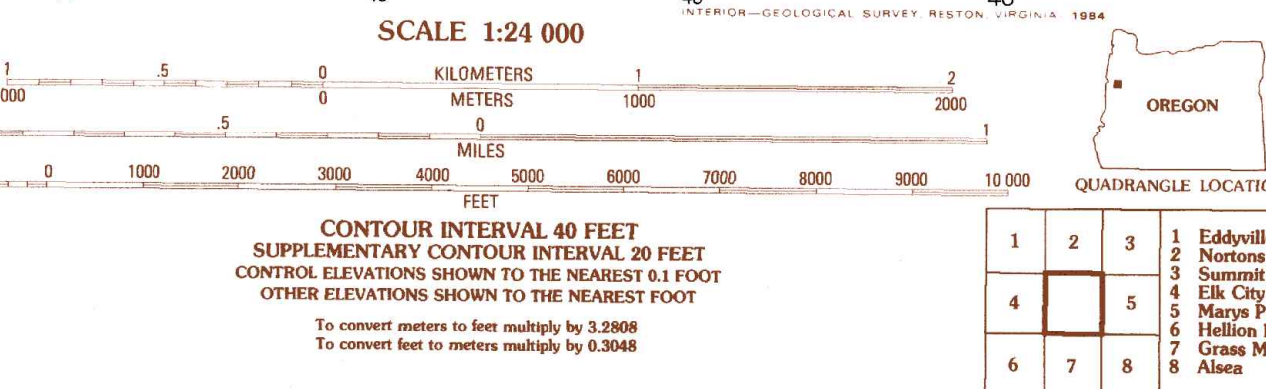 INTERIOR—GEOLOGICAL SURVEY, RESTON, VIRGINIA 1984
SCALE 1:24 000
1 .5 0 KILOMETERS 1 2
000 0 METERS 1000 2000
.5 0 1
MILES
0 1000 2000 3000 4000 5000 6000 7000 8000 9000 10 000
FEET
CONTOUR INTERVAL 40 FEET
SUPPLEMENTARY CONTOUR INTERVAL 20 FEET
CONTROL ELEVATIONS SHOWN TO THE NEAREST 0.1 FOOT
OTHER ELEVATIONS SHOWN TO THE NEAREST FOOT
To convert meters to feet multiply by 3.2808
To convert feet to meters multiply by 0.3048
OREGON
QUADRANGLE LOCATIO
1 2 3
4 5
6 7 8
1 Eddyvill
2 Nortons
3 Summit
4 Elk City
5 Marys P
6 Hellion
7 Grass M
8 Alsea